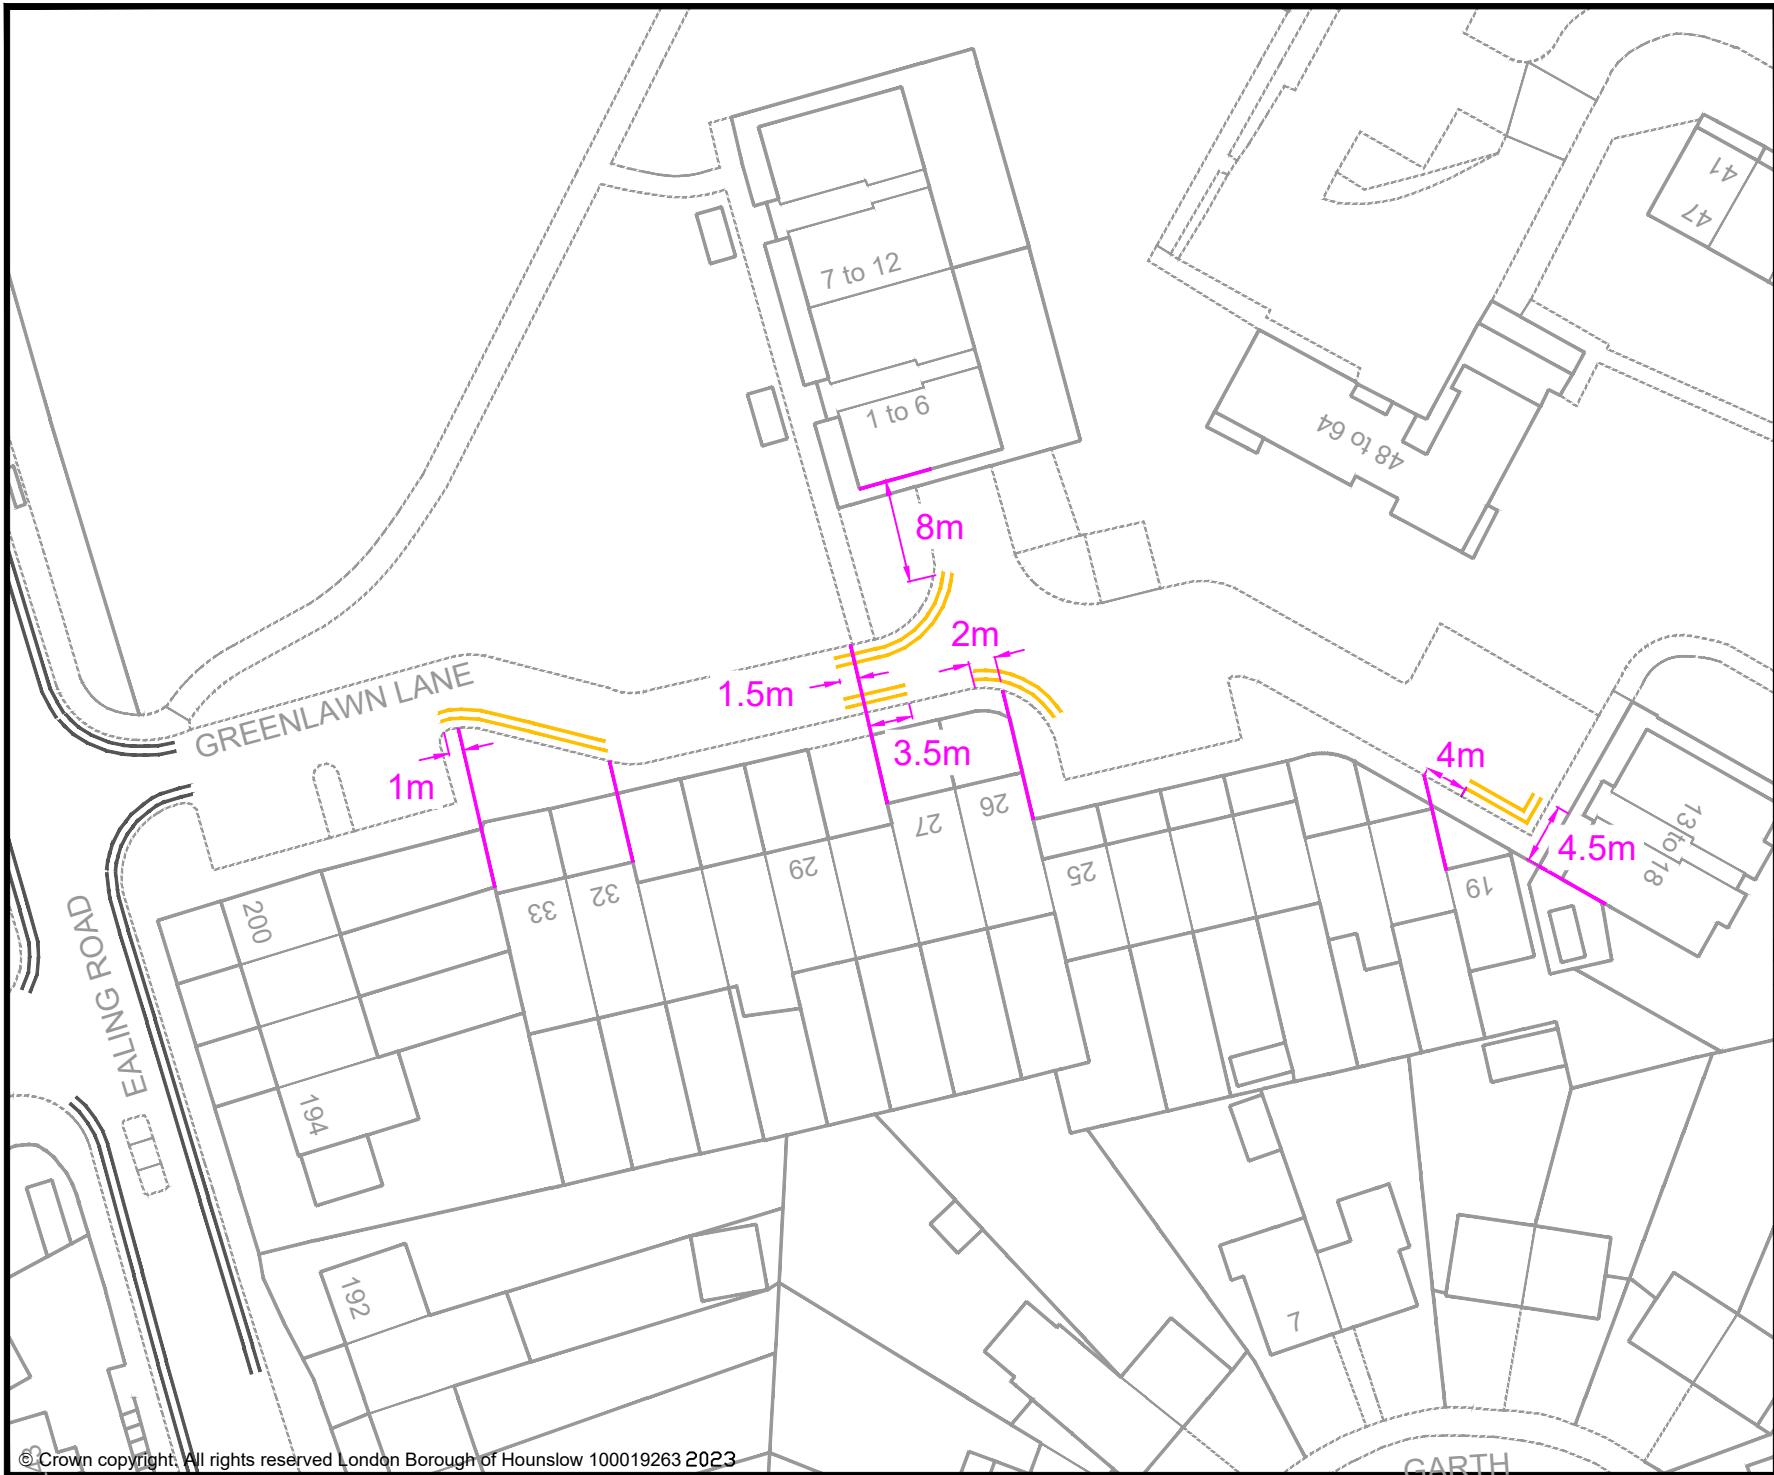 41
47
7 to 12
1 to 6
48 to 64
8m
2m
GREENLAWN LANE
1.5m
3.5m
1m
4m
4.5m
13 to 18
26
27
29
25
19
32
33
200
EALING ROAD
194
192
7
© Crown copyright. All rights reserved London Borough of Hounslow 100019263 2023
GARTH